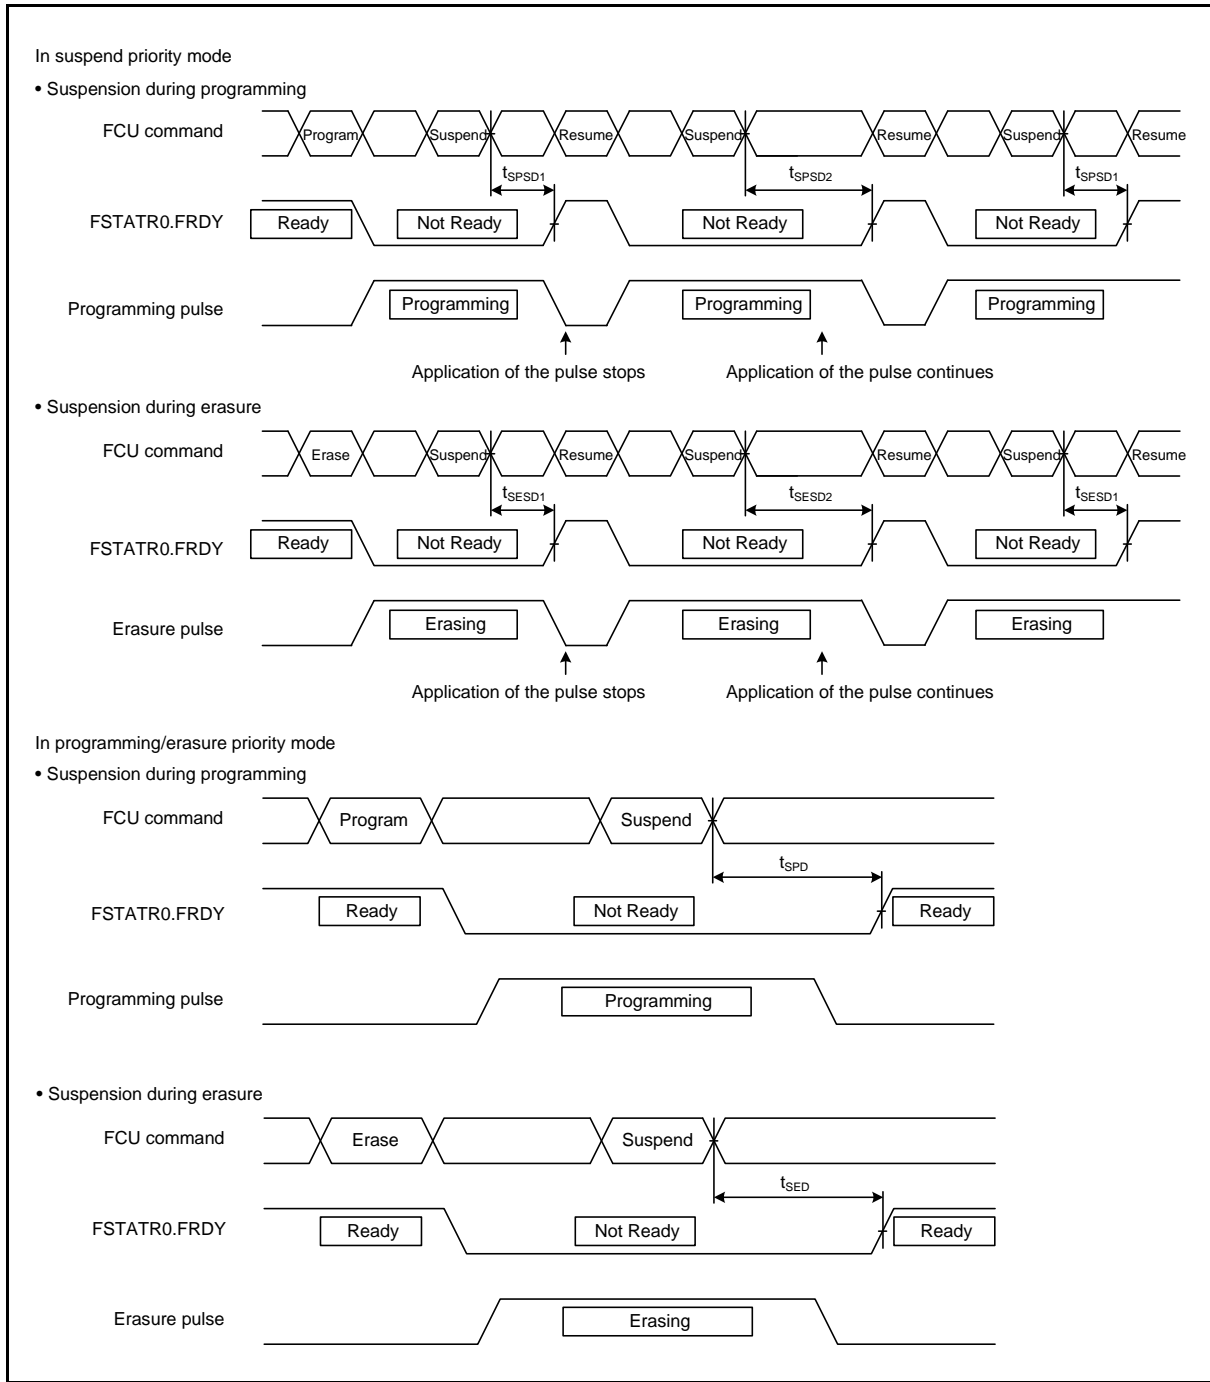 In suspend priority mode
• Suspension during programming
FCU command
Program
Suspend
Resume
Suspend
Resume
Suspend
Resume
tSPSD1
tSPSD2
tSPSD1
FSTATR0.FRDY
Ready
Not Ready
Not Ready
Not Ready
Programming pulse
Programming
Programming
Programming
Application of the pulse stops
Application of the pulse continues
• Suspension during erasure
FCU command
Erase
Suspend
Resume
Suspend
Resume
Suspend
Resume
tSESD1
tSESD2
tSESD1
FSTATR0.FRDY
Ready
Not Ready
Not Ready
Not Ready
Erasure pulse
Erasing
Erasing
Erasing
Application of the pulse stops
Application of the pulse continues
In programming/erasure priority mode
• Suspension during programming
FCU command
Program
Suspend
tSPD
FSTATR0.FRDY
Ready
Not Ready
Ready
Programming pulse
Programming
• Suspension during erasure
FCU command
Erase
Suspend
tSED
FSTATR0.FRDY
Ready
Not Ready
Ready
Erasure pulse
Erasing